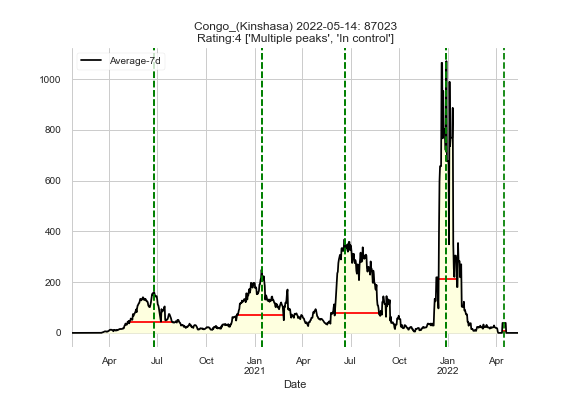 Congo_(Kinshasa) 2022-05-14: 87023
Rating:4 ['Multiple peaks', 'In control']
Average-7d
1000
800
600
400
200
0
Apr Jul Oct Jan Apr Jul Oct Jan Apr
2021 2022
Date